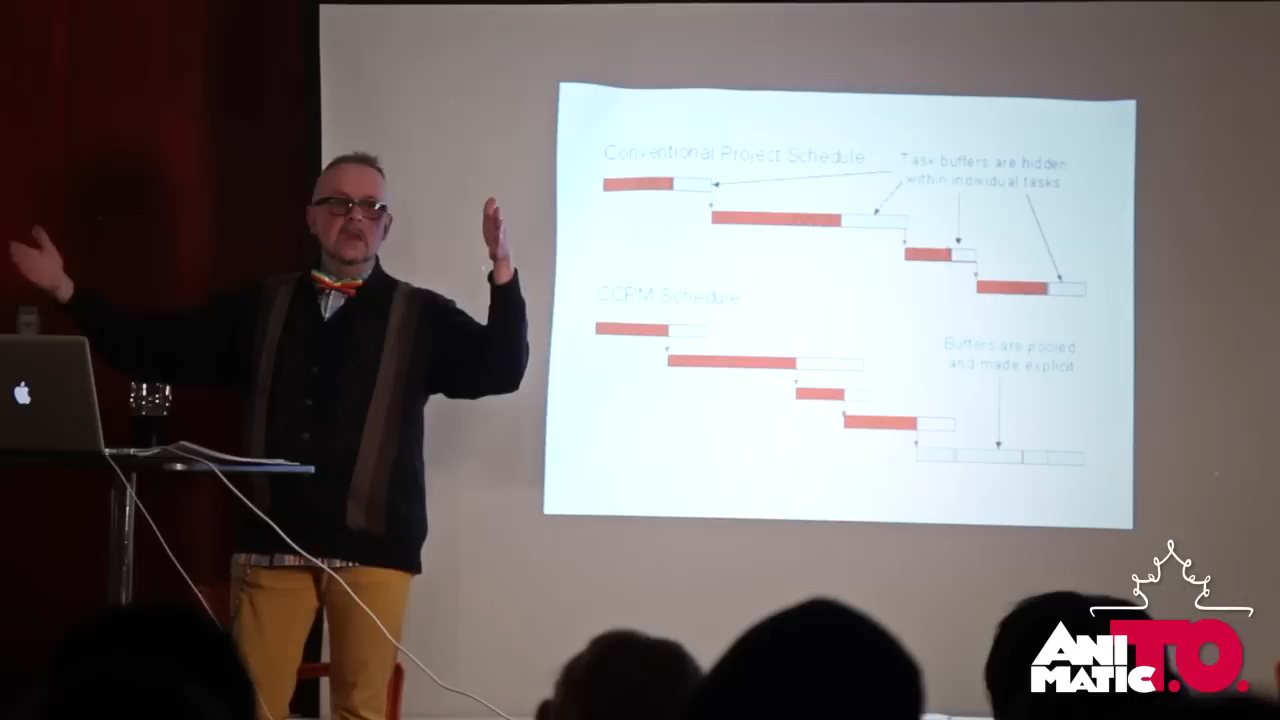 Conventional Project Schedule
Task buffers are hidden
within individual tasks
CCPM Schedule
Buffers are pooled
and made explicit
ANI
MATIC T.O.